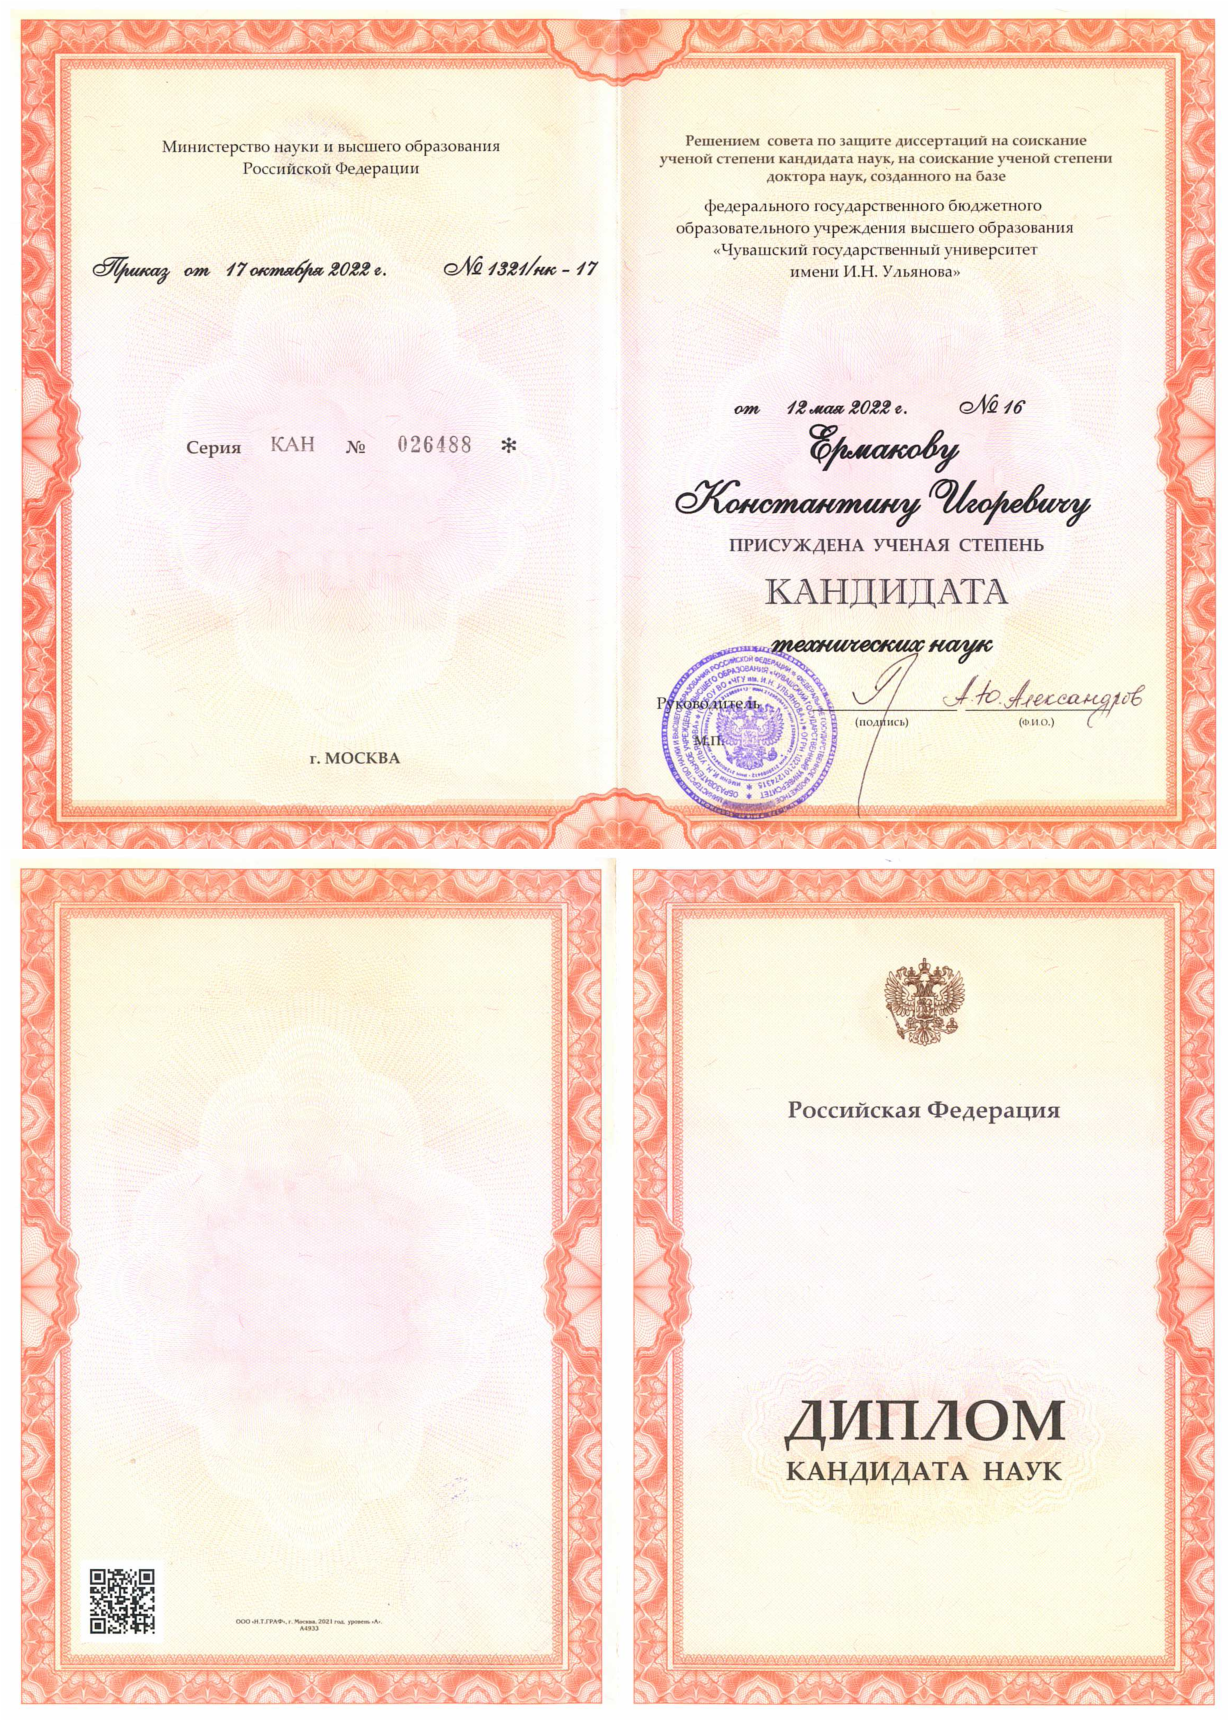 Министерство науки и высшего образования
Российской Федерации
Приказ от 17 октября 2022 г. № 1321/нк - 17
Серия КАН № 026488 *
г. МОСКВА
Решением совета по защите диссертаций на соискание
ученой степени кандидата наук, на соискание ученой степени
доктора наук, созданного на базе
федерального государственного бюджетного
образовательного учреждения высшего образования
«Чувашский государственный университет
имени И.Н. Ульянова»
от 12 мая 2022 г. № 16
Ермакову
Константину Игоревичу
ПРИСУЖДЕНА УЧЕНАЯ СТЕПЕНЬ
КАНДИДАТА
технических наук
Руководитель А.Ю. Александров
(подпись) (Ф.И.О.)
М.П.
ООО «Н.Т.ГРАФ», г. Москва, 2021 год, уровень «А».
А4933
Российская Федерация
ДИПЛОМ
КАНДИДАТА НАУК